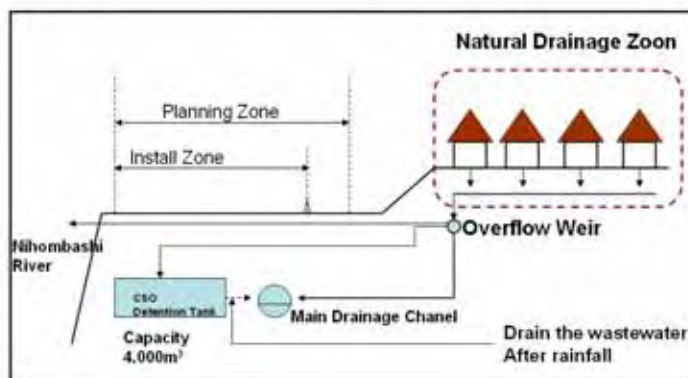 Natural Drainage Zoon
Planning Zone
Install Zone
Overflow Weir
Nihombashi
River
CSO
Detention Tank
Main Drainage Chanel
Capacity
4,000m³
Drain the wastewater
After rainfall